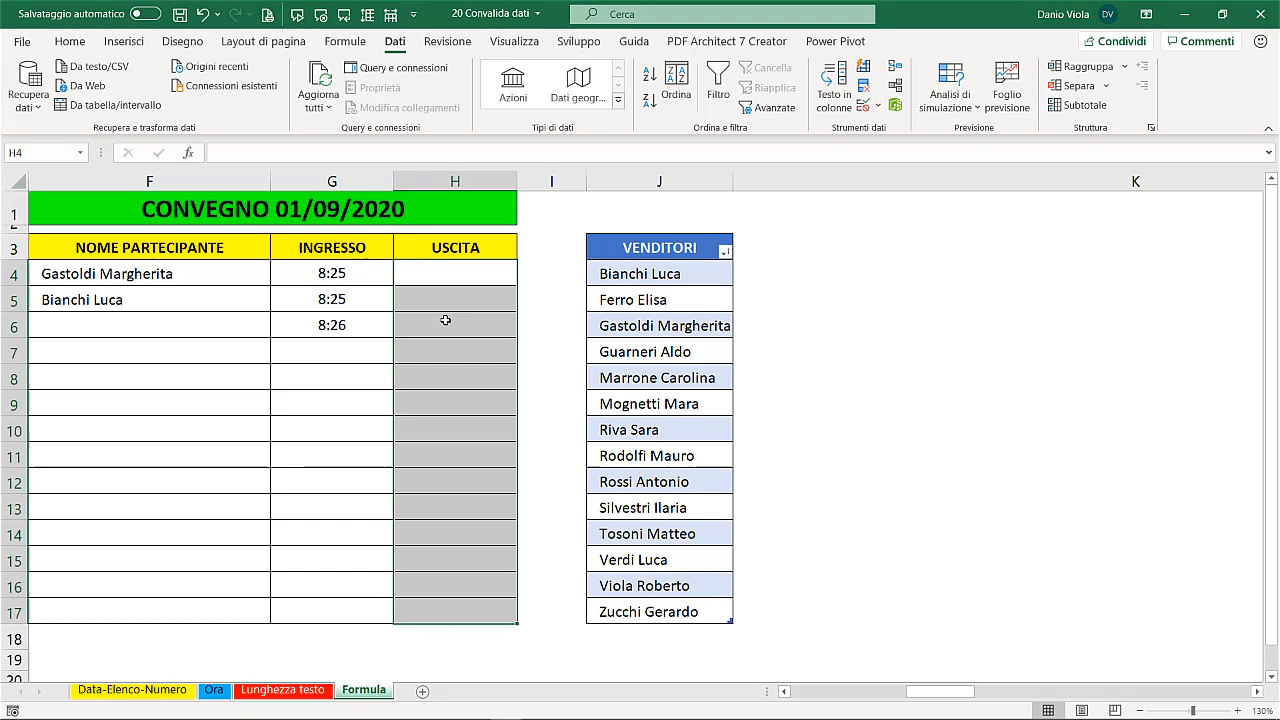 Salvataggio automatico 20 Convalida dati Cerca Danio Viola DV
File Home Inserisci Disegno Layout di pagina Formule Dati Revisione Visualizza Sviluppo Guida PDF Architect 7 Creator Power Pivot Condividi Commenti
Recupera dati
Da testo/CSV
Da Web
Da tabella/intervallo
Origini recenti
Connessioni esistenti
Recupera e trasforma dati
Aggiorna tutti
Query e connessioni
Proprietà
Modifica collegamenti
Query e connessioni
Azioni
Dati geogr...
Tipi di dati
Ordina
Filtro
Cancella
Riapplica
Avanzate
Ordina e filtra
Testo in colonne
Strumenti dati
Analisi di simulazione
Foglio previsione
Previsione
Raggruppa
Separa
Subtotale
Struttura
H4 fx
F G H I J K
1 CONVEGNO 01/09/2020
2
3 NOME PARTECIPANTE INGRESSO USCITA VENDITORI
4 Gastoldi Margherita 8:25 Bianchi Luca
5 Bianchi Luca 8:25 Ferro Elisa
6 8:26 Gastoldi Margherita
7 Guarneri Aldo
8 Marrone Carolina
9 Mognetti Mara
10 Riva Sara
11 Rodolfi Mauro
12 Rossi Antonio
13 Silvestri Ilaria
14 Tosoni Matteo
15 Verdi Luca
16 Viola Roberto
17 Zucchi Gerardo
18
19
20
Data-Elenco-Numero Ora Lunghezza testo Formula
130%